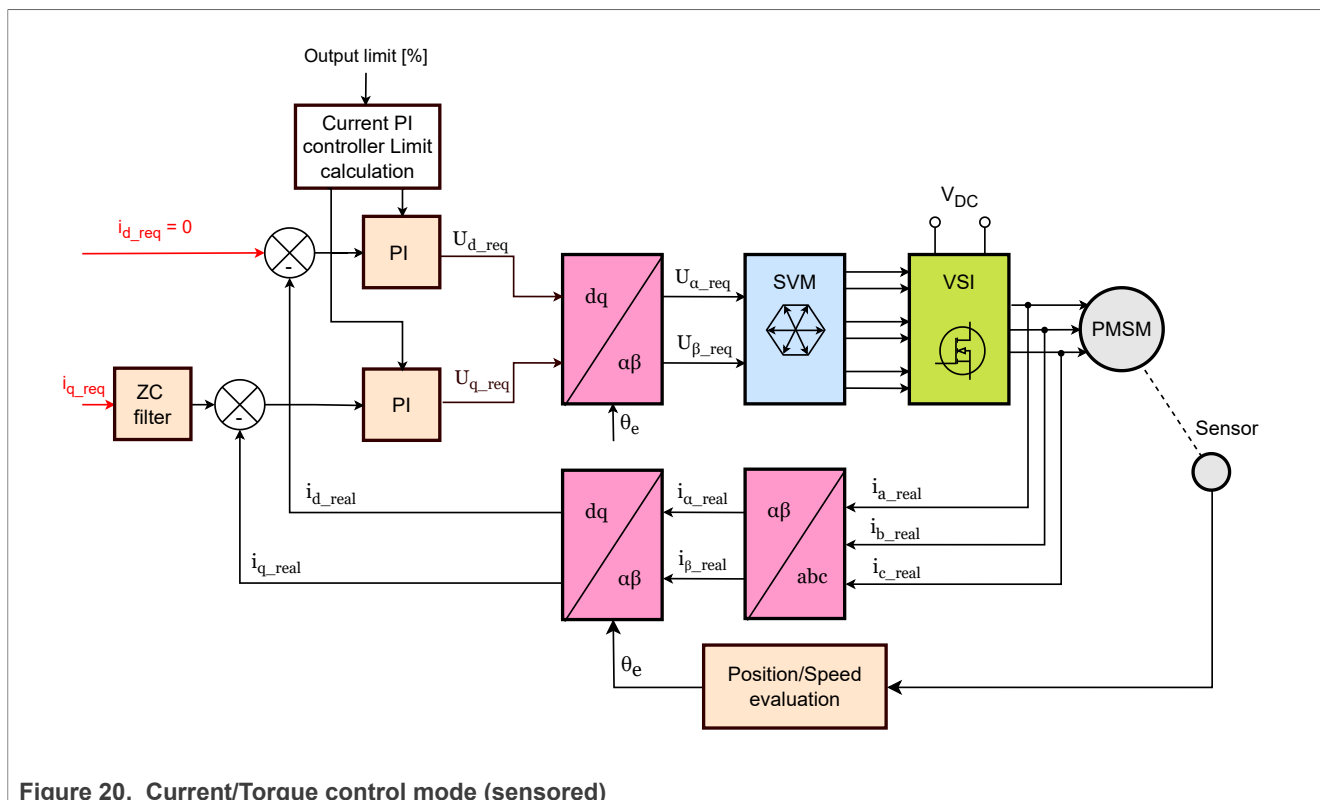 Output limit [%]
Current PI
controller Limit
calculation
V_DC
i_d_req = 0
PI
U_d_req
dq
αβ
U_α_req
U_β_req
SVM
VSI
PMSM
i_q_req
ZC
filter
PI
U_q_req
θ_e
Sensor
i_d_real
i_q_real
dq
αβ
i_α_real
i_β_real
αβ
abc
i_a_real
i_b_real
i_c_real
θ_e
Position/Speed
evaluation
-
-
Figure 20. Current/Torque control mode (sensored)